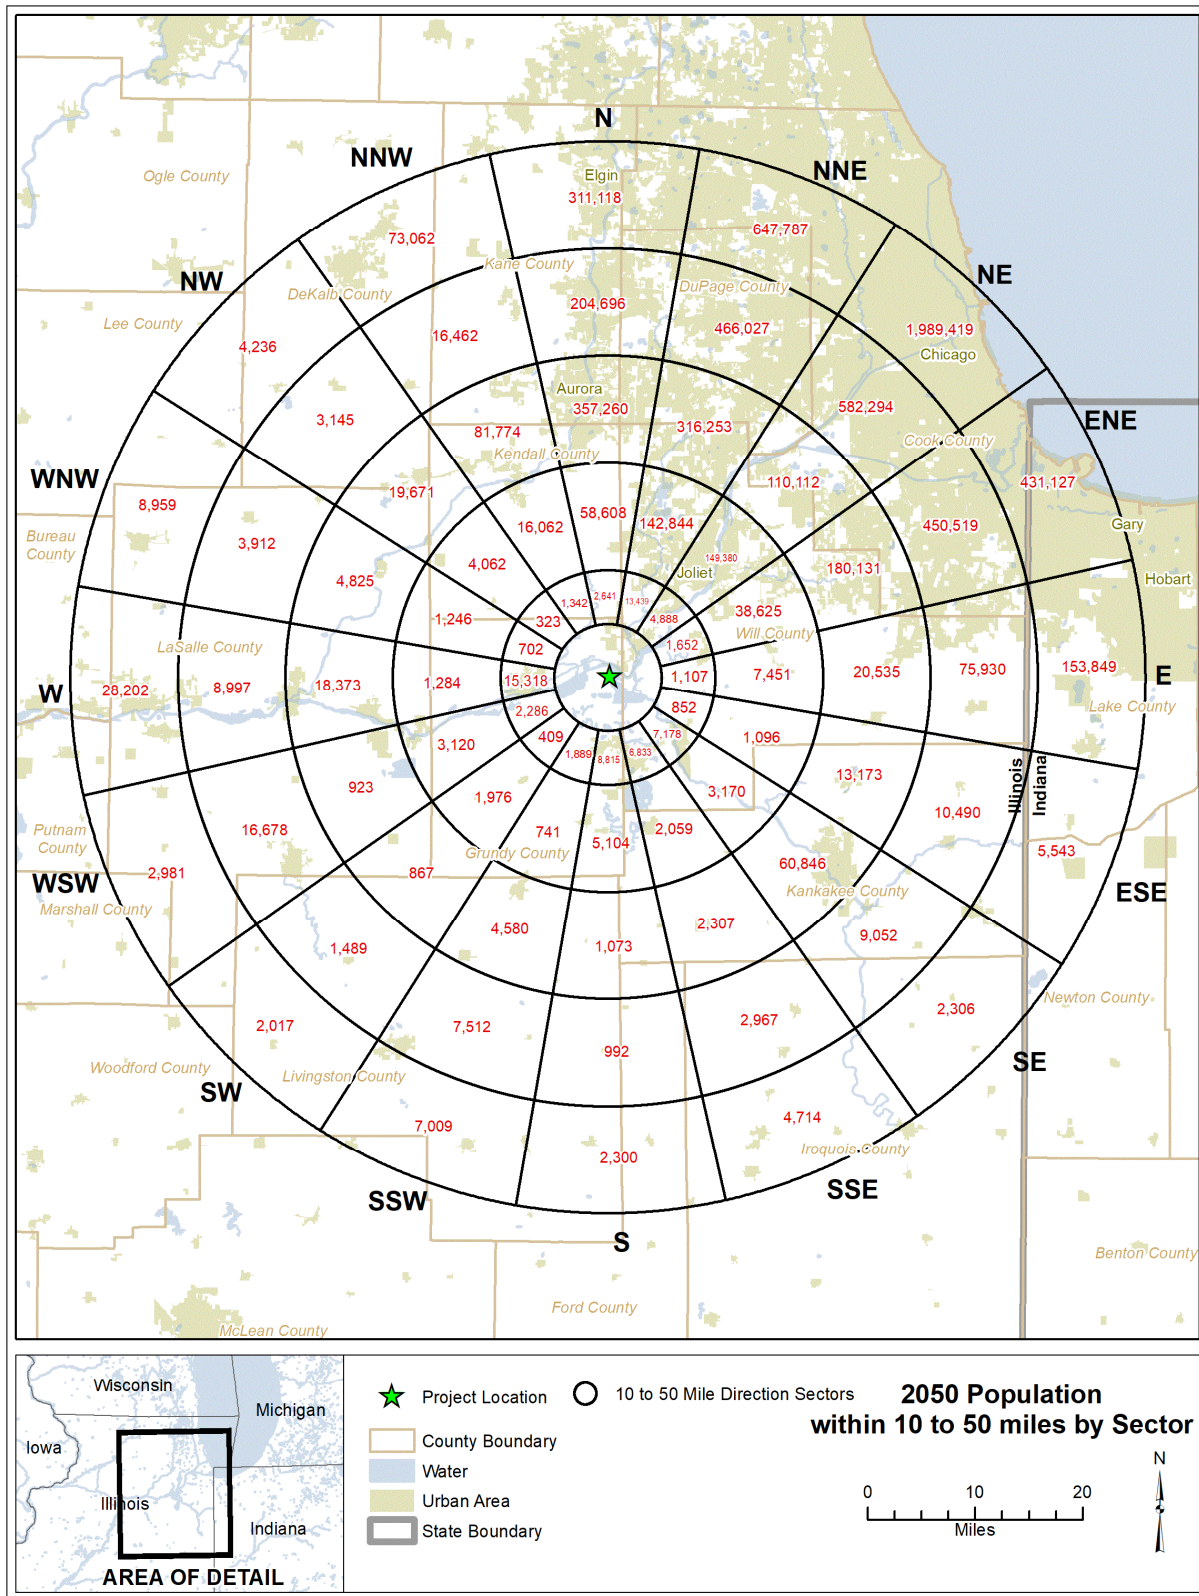 N
NNW
NNE
Ogle County
Elgin
311,118
647,787
73,062
NW
NE
Kane County
DeKalb County
DuPage County
204,696
Lee County
16,462
466,027
1,989,419
4,236
Chicago
Aurora
357,260
582,294
3,145
316,253
ENE
81,774
Cook County
Kendall County
WNW
110,112
431,127
19,671
8,959
58,608
142,844
16,062
450,519
Gary
Bureau
County
3,912
149,380
4,062
180,131
Joliet
4,825
Hobart
1,342
2,641
13,439
38,625
1,246
323
4,888
Will County
LaSalle County
702
1,652
W
28,202
8,997
18,373
1,284
15,318
1,107
7,451
20,535
75,930
153,849
E
2,286
852
Lake County
409
7,178
3,120
1,096
1,889
8,815
6,833
Illinois
Indiana
923
13,173
1,976
3,170
10,490
16,678
741
2,059
Putnam
County
5,104
5,543
Grundy County
WSW
2,981
867
60,846
Kankakee County
ESE
Marshall County
4,580
2,307
1,489
1,073
9,052
Newton County
2,017
7,512
2,967
2,306
992
SE
Woodford County
Livingston County
SW
7,009
4,714
2,300
Iroquois County
SSW
SSE
S
Benton County
Ford County
McLean County
Wisconsin
Michigan
Iowa
Illinois
Indiana
AREA OF DETAIL
Project Location
10 to 50 Mile Direction Sectors
County Boundary
Water
Urban Area
State Boundary
2050 Population
within 10 to 50 miles by Sector
N
0 10 20
Miles